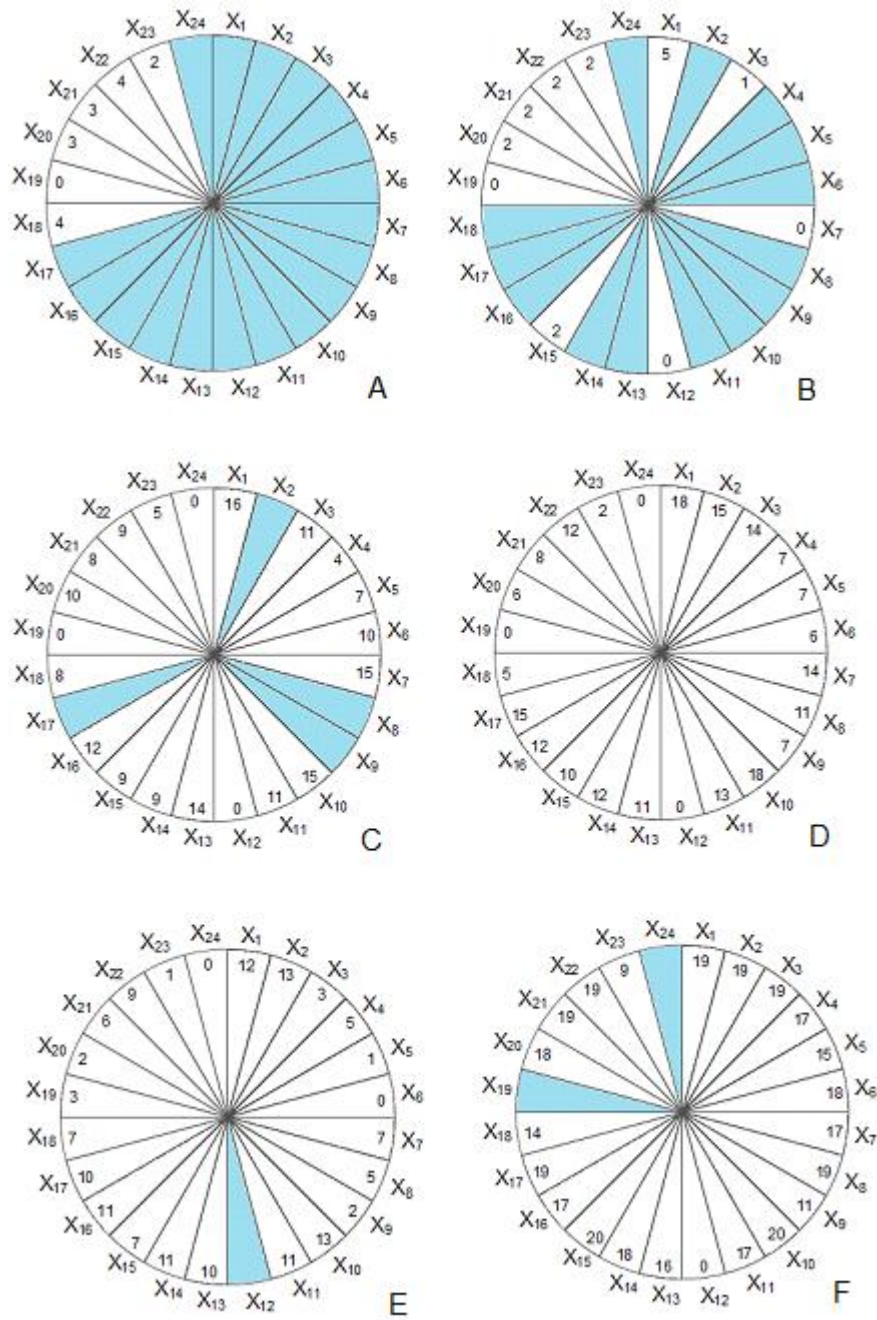 X₁ X₂ X₃ X₄ X₅ X₆ X₇ X₈ X₉ X₁₀ X₁₁ X₁₂ X₁₃ X₁₄ X₁₅ X₁₆ X₁₇ X₁₈ X₁₉ X₂₀ X₂₁ X₂₂ X₂₃ X₂₄
4 0 3 3 4 2
A
X₁ X₂ X₃ X₄ X₅ X₆ X₇ X₈ X₉ X₁₀ X₁₁ X₁₂ X₁₃ X₁₄ X₁₅ X₁₆ X₁₇ X₁₈ X₁₉ X₂₀ X₂₁ X₂₂ X₂₃ X₂₄
5 1 0 0 2 0 2 2 2 2
B
X₁ X₂ X₃ X₄ X₅ X₆ X₇ X₈ X₉ X₁₀ X₁₁ X₁₂ X₁₃ X₁₄ X₁₅ X₁₆ X₁₇ X₁₈ X₁₉ X₂₀ X₂₁ X₂₂ X₂₃ X₂₄
16 11 4 7 10 15 15 11 0 14 9 9 12 8 0 10 8 9 5 0
C
X₁ X₂ X₃ X₄ X₅ X₆ X₇ X₈ X₉ X₁₀ X₁₁ X₁₂ X₁₃ X₁₄ X₁₅ X₁₆ X₁₇ X₁₈ X₁₉ X₂₀ X₂₁ X₂₂ X₂₃ X₂₄
18 15 14 7 7 6 14 11 7 18 13 0 11 12 10 12 15 5 0 6 8 12 2 0
D
X₁ X₂ X₃ X₄ X₅ X₆ X₇ X₈ X₉ X₁₀ X₁₁ X₁₂ X₁₃ X₁₄ X₁₅ X₁₆ X₁₇ X₁₈ X₁₉ X₂₀ X₂₁ X₂₂ X₂₃ X₂₄
12 13 3 5 1 0 7 5 2 13 11 10 11 7 11 10 7 3 2 6 9 1 0
E
X₁ X₂ X₃ X₄ X₅ X₆ X₇ X₈ X₉ X₁₀ X₁₁ X₁₂ X₁₃ X₁₄ X₁₅ X₁₆ X₁₇ X₁₈ X₁₉ X₂₀ X₂₁ X₂₂ X₂₃ X₂₄
19 19 19 17 15 18 17 19 11 20 17 0 16 18 20 17 19 14 18 19 19 9
F